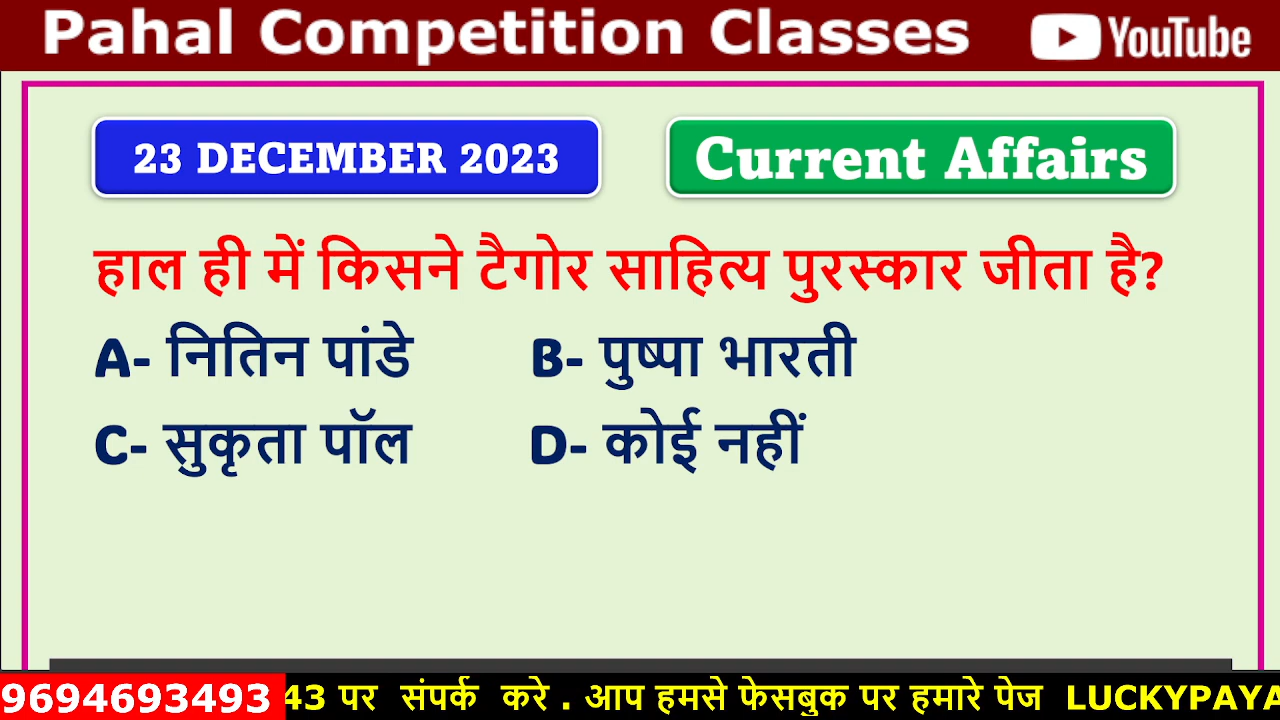 Pahal Competition Classes YouTube
23 DECEMBER 2023 Current Affairs
हाल ही में किसने टैगोर साहित्य पुरस्कार जीता है?
A- नितिन पांडे B- पुष्पा भारती
C- सुकृता पॉल D- कोई नहीं
9694693493 43 पर संपर्क करे . आप हमसे फेसबुक पर हमारे पेज LUCKYPAYA